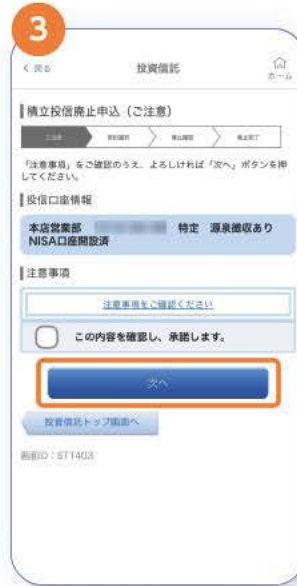 3
< 戻る 投資信託 ホーム
積立投信廃止申込（ご注意）
ご注意
「注意事項」をご確認のうえ、よろしければ「次へ」ボタンを押
してください。
投信口座情報
本店営業部 特定 源泉徴収あり
NISA口座開設済
注意事項
注意事項をご確認ください
この内容を確認し、承諾します。
次へ
投資信託トップ画面へ
画面ID：STT403